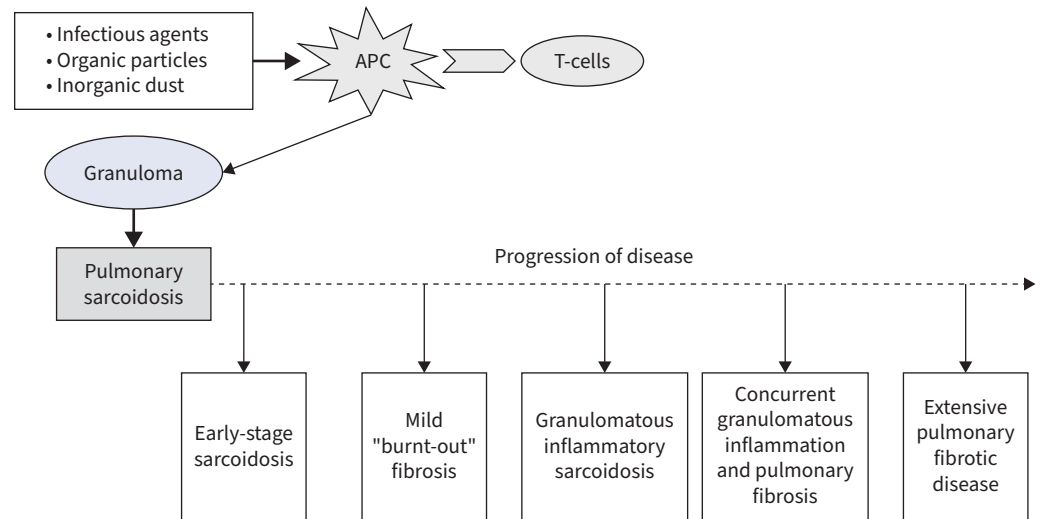 • Infectious agents
• Organic particles
• Inorganic dust
APC
T-cells
Granuloma
Pulmonary
sarcoidosis
Progression of disease
Early-stage
sarcoidosis
Mild
"burnt-out"
fibrosis
Granulomatous
inflammatory
sarcoidosis
Concurrent
granulomatous
inflammation
and pulmonary
fibrosis
Extensive
pulmonary
fibrotic
disease